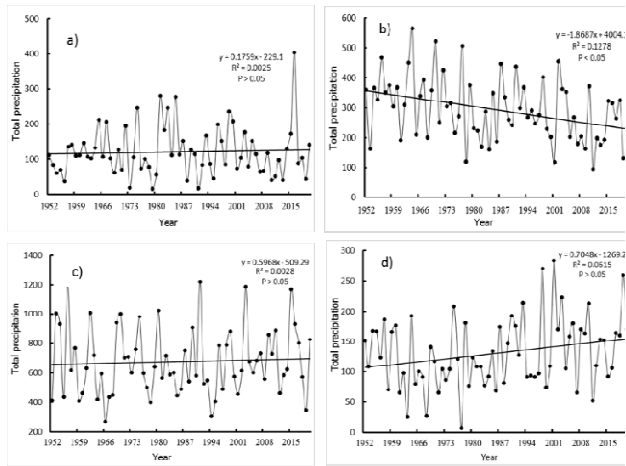 a)
y = 0.1759x - 229.1
R² = 0.0025
P > 0.05
Total precipitation
500
400
300
200
100
0
1952 1959 1966 1973 1980 1987 1994 2001 2008 2015
Year
b)
y = -1.8687x + 4004.
R² = 0.1278
P < 0.05
Total precipitation
600
500
400
300
200
100
0
1952 1959 1966 1973 1980 1987 1994 2001 2008 2015
Year
c)
y = 0.5968x - 509.29
R² = 0.0028
P > 0.05
Total precipitation
1400
1200
1000
800
600
400
200
1952 1959 1966 1973 1980 1987 1994 2001 2008 2015
Year
d)
y = 0.7048x - 1269.2
R² = 0.0615
P > 0.05
Total precipitation
300
250
200
150
100
50
0
1952 1959 1966 1973 1980 1987 1994 2001 2008 2015
Year